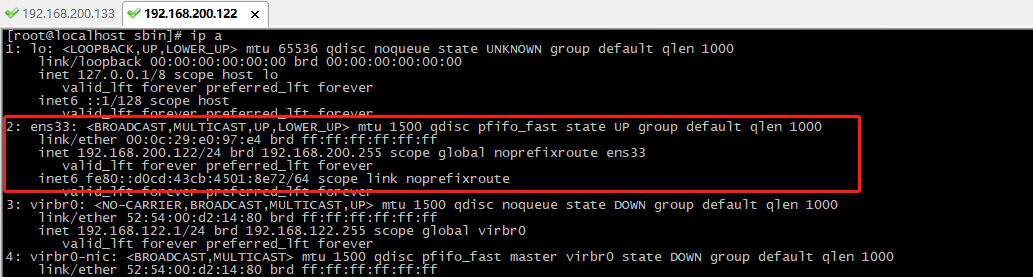 192.168.200.133
192.168.200.122
[root@localhost sbin]# ip a
1: lo: <LOOPBACK,UP,LOWER_UP> mtu 65536 qdisc noqueue state UNKNOWN group default qlen 1000
link/loopback 00:00:00:00:00:00 brd 00:00:00:00:00:00
inet 127.0.0.1/8 scope host lo
valid_lft forever preferred_lft forever
inet6 ::1/128 scope host
valid_lft forever preferred_lft forever
2: ens33: <BROADCAST,MULTICAST,UP,LOWER_UP> mtu 1500 qdisc pfifo_fast state UP group default qlen 1000
link/ether 00:0c:29:e0:97:e4 brd ff:ff:ff:ff:ff:ff
inet 192.168.200.122/24 brd 192.168.200.255 scope global noprefixroute ens33
valid_lft forever preferred_lft forever
inet6 fe80::d0cd:43cb:4501:8e72/64 scope link noprefixroute
valid_lft forever preferred_lft forever
3: virbr0: <NO-CARRIER,BROADCAST,MULTICAST,UP> mtu 1500 qdisc noqueue state DOWN group default qlen 1000
link/ether 52:54:00:d2:14:80 brd ff:ff:ff:ff:ff:ff
inet 192.168.122.1/24 brd 192.168.122.255 scope global virbr0
valid_lft forever preferred_lft forever
4: virbr0-nic: <BROADCAST,MULTICAST> mtu 1500 qdisc pfifo_fast master virbr0 state DOWN group default qlen 1000
link/ether 52:54:00:d2:14:80 brd ff:ff:ff:ff:ff:ff